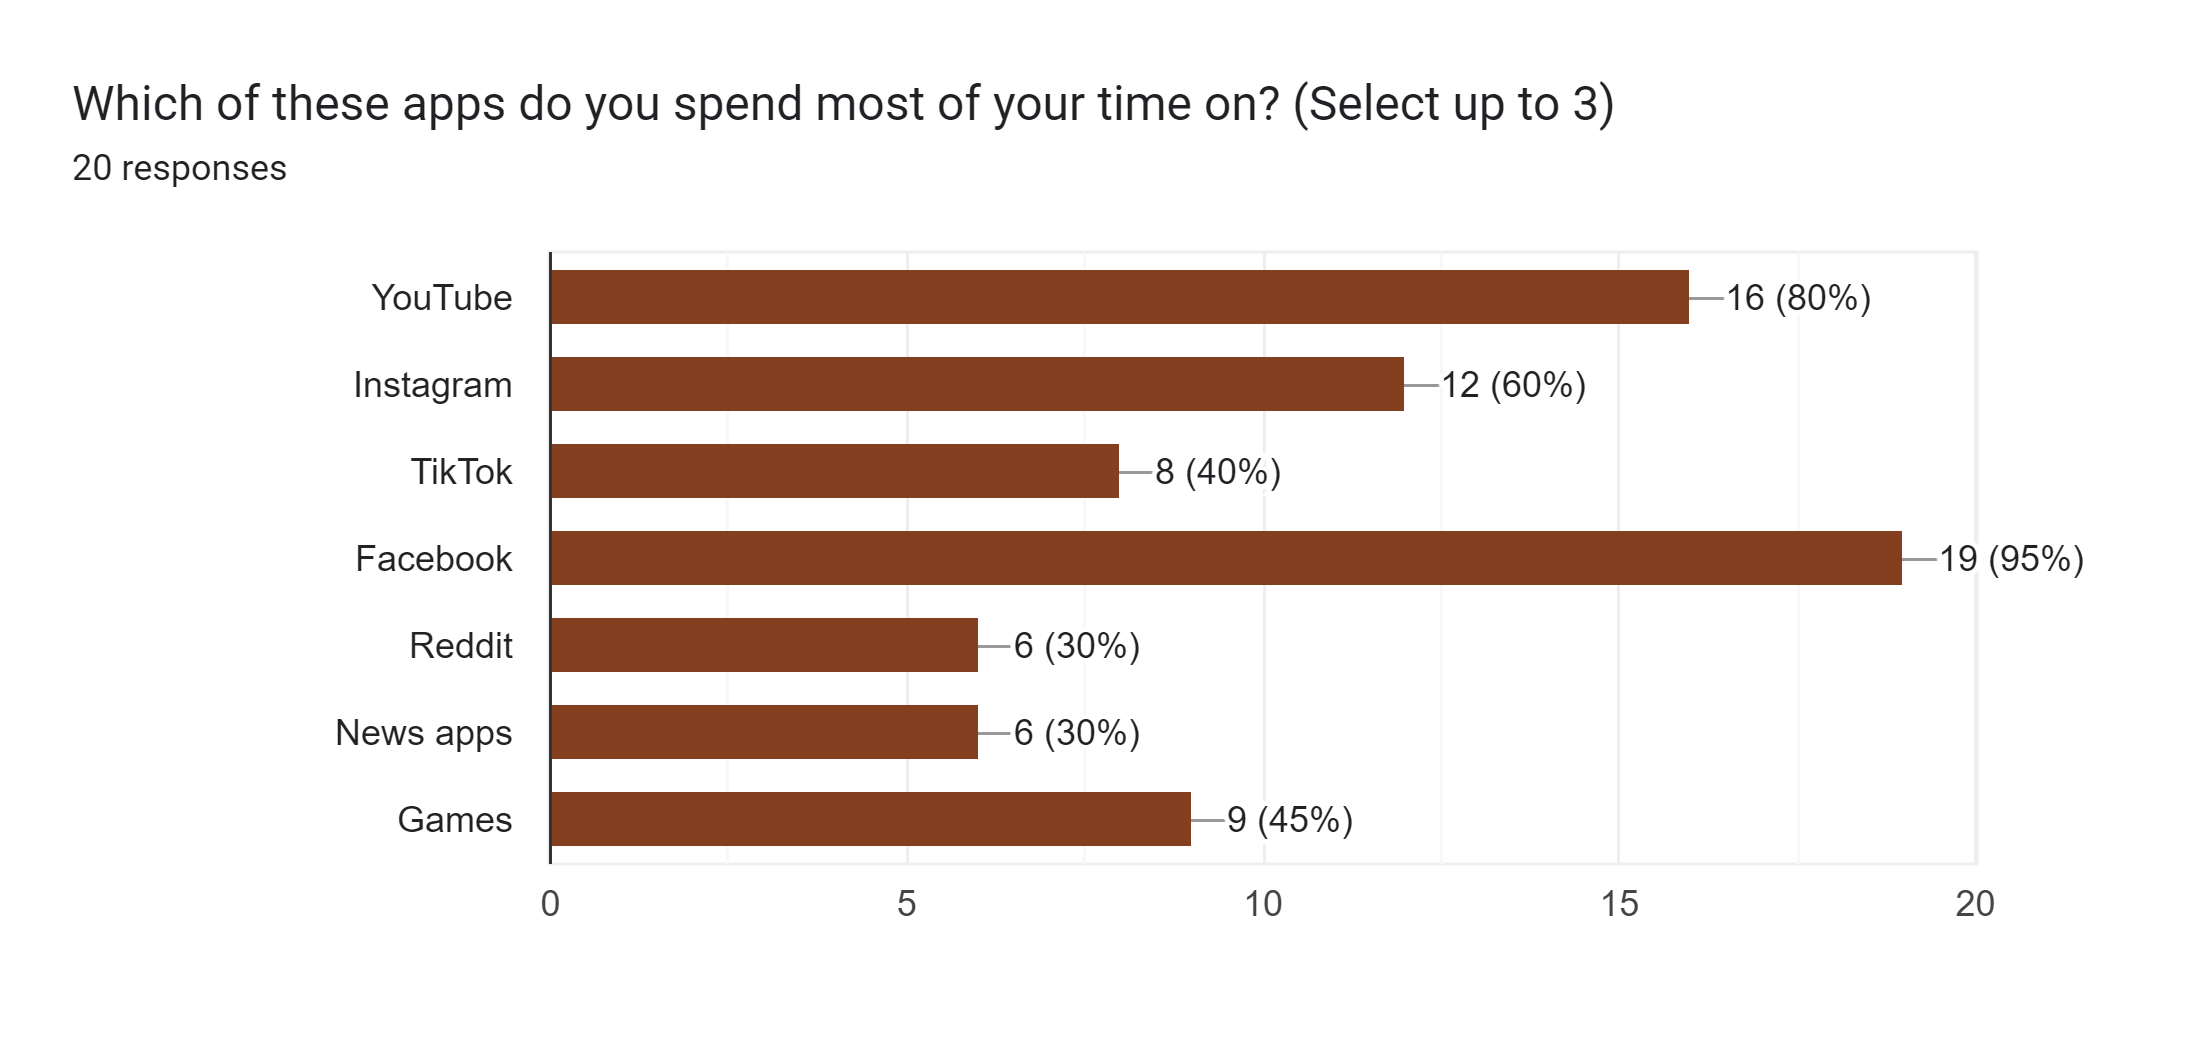 Which of these apps do you spend most of your time on? (Select up to 3)
20 responses
YouTube 16 (80%)
Instagram 12 (60%)
TikTok 8 (40%)
Facebook 19 (95%)
Reddit 6 (30%)
News apps 6 (30%)
Games 9 (45%)
0 5 10 15 20